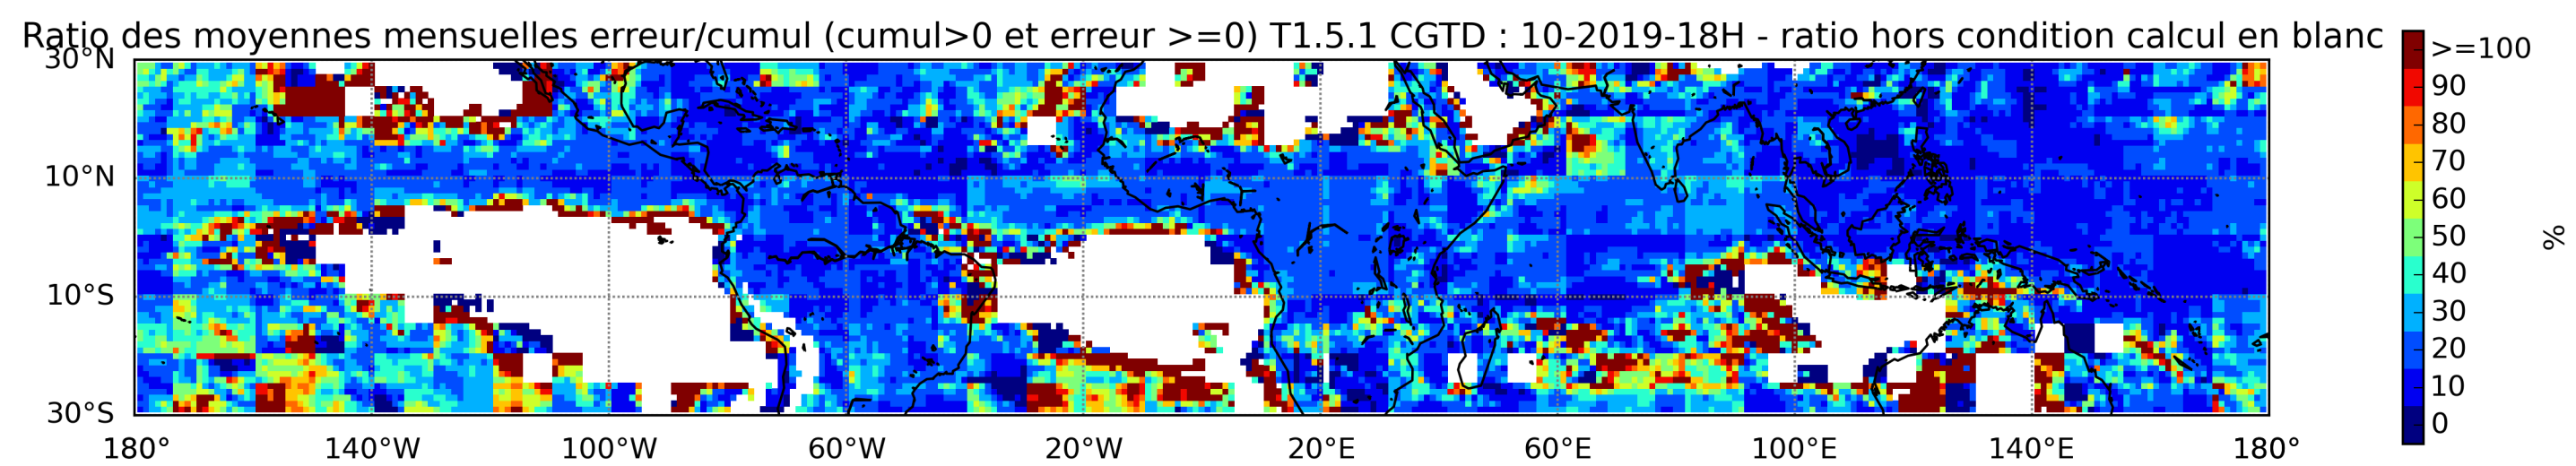 Ratio des moyennes mensuelles erreur/cumul (cumul>0 et erreur >=0) T1.5.1 CGTD : 10-2019-18H - ratio hors condition calcul en blanc
30°N
10°N
10°S
30°S
180° 140°W 100°W 60°W 20°W 20°E 60°E 100°E 140°E 180°
>=100
90
80
70
60
50
40
30
20
10
0
%